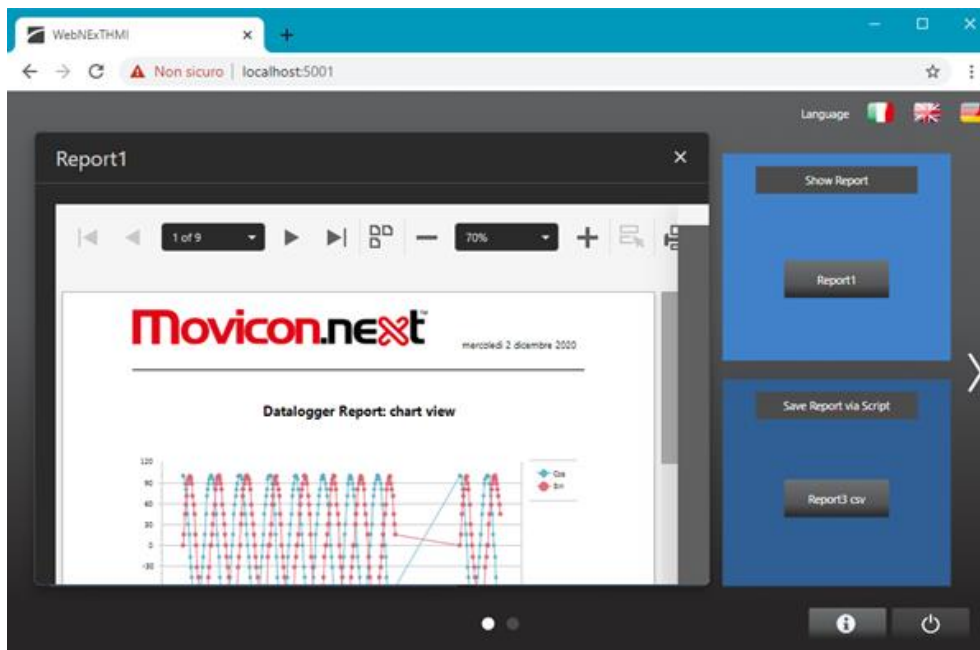 WebNExTHMI
Non sicuro | localhost:5001
Language
Report1
Show Report
1 of 9
70%
Report1
Movicon.next™
mercoledì 2 dicembre 2020
Datalogger Report: chart view
Save Report via Script
120
90
60
30
0
-30
Cos
Sin
Report3 csv